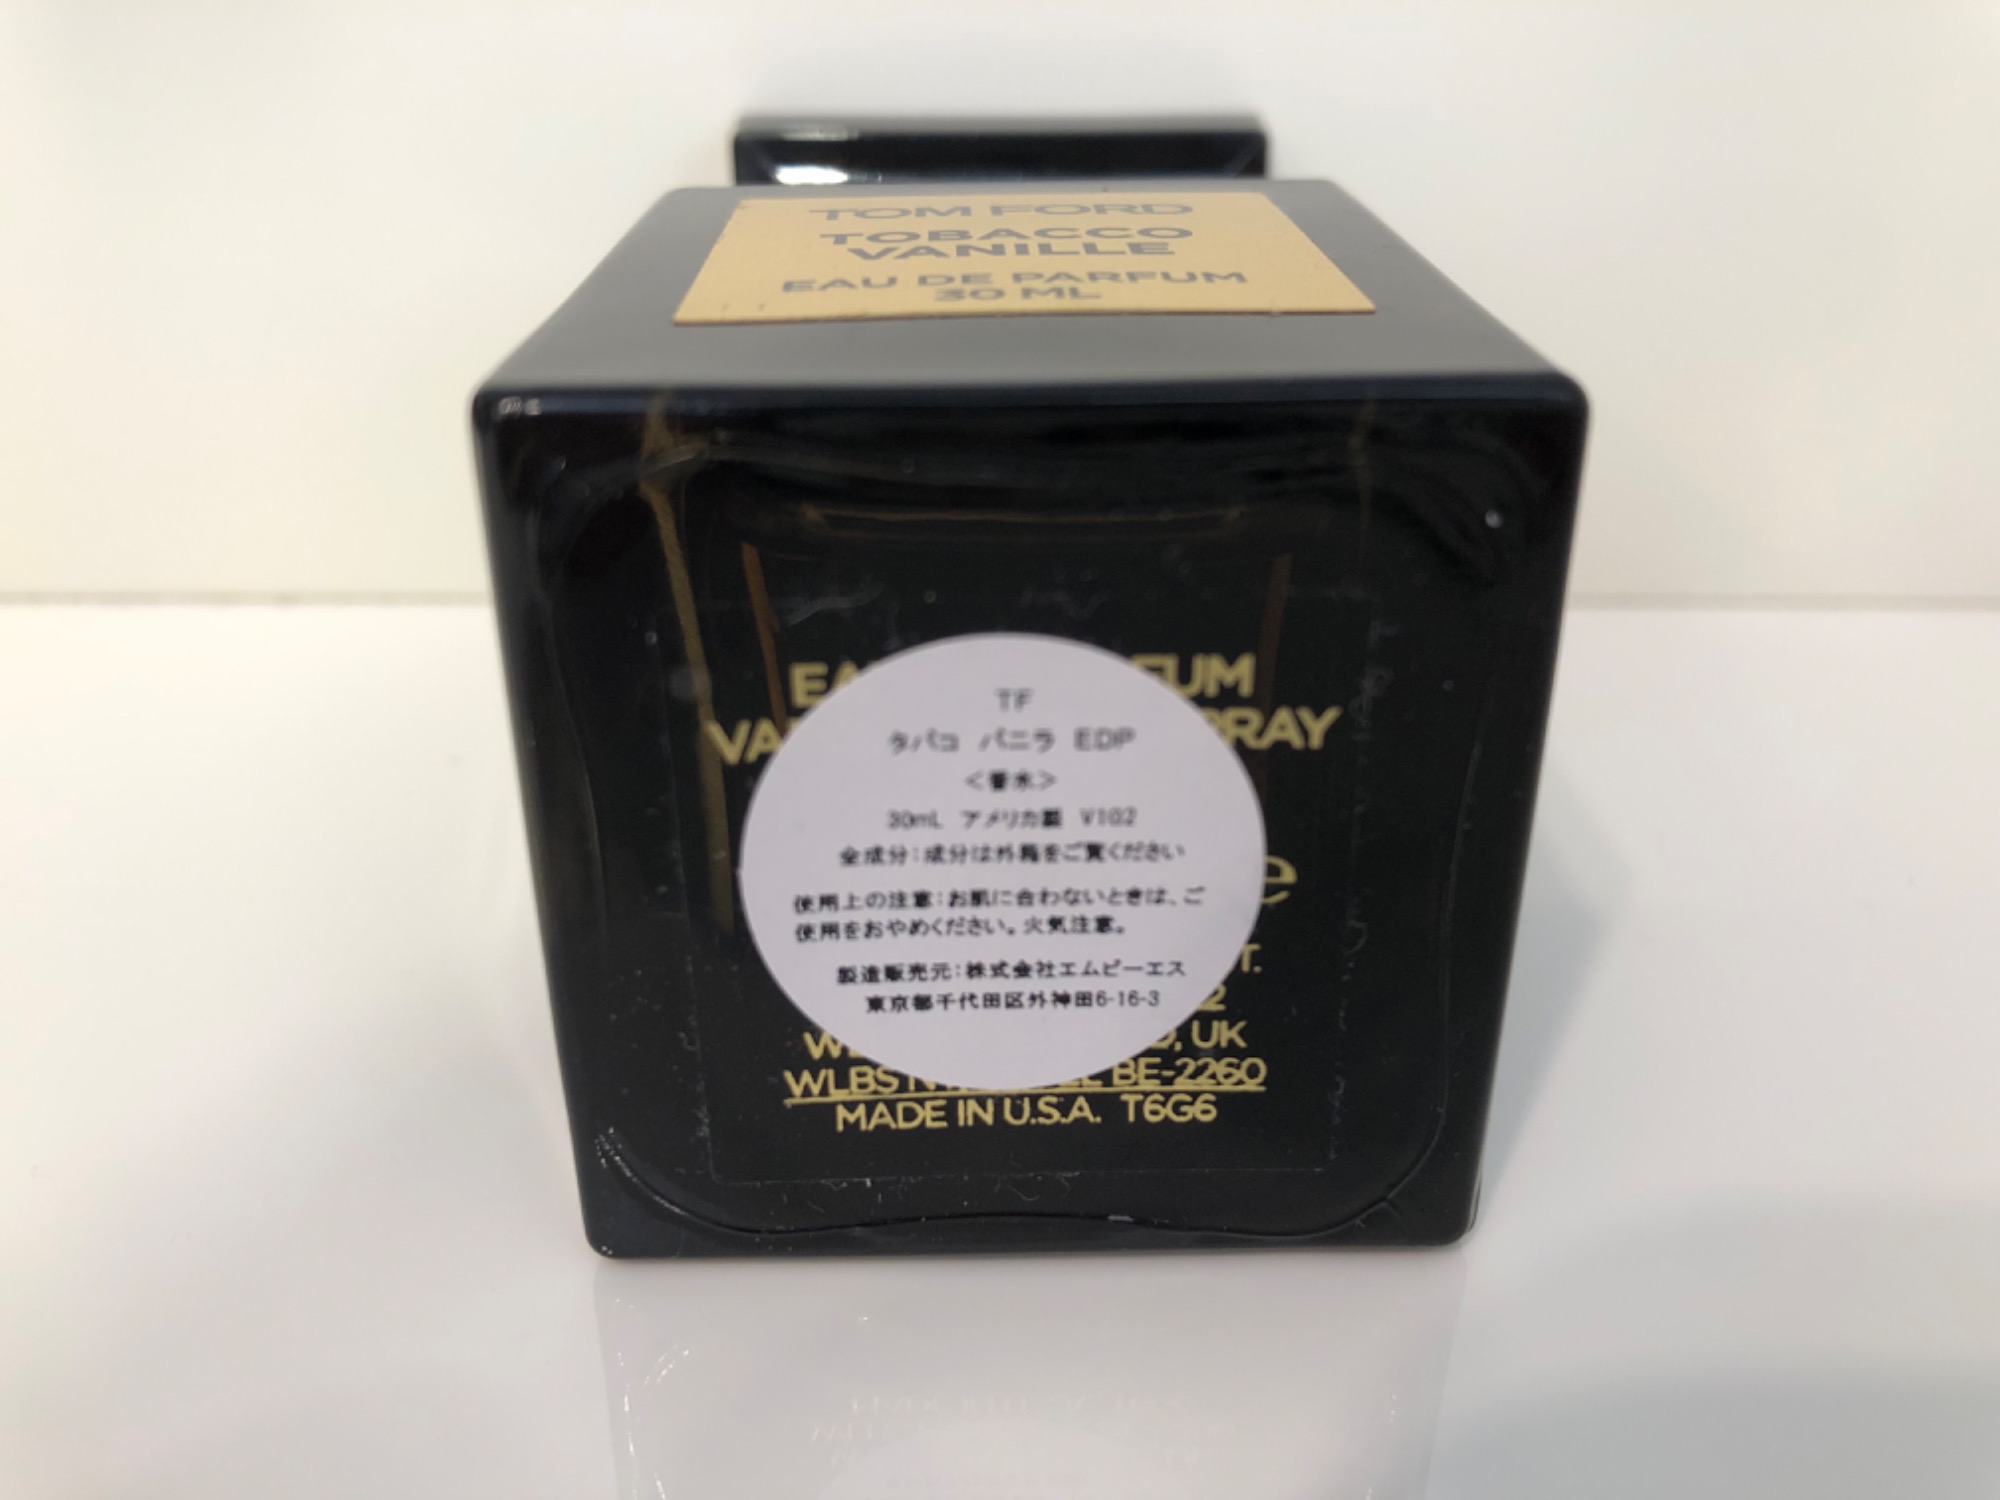 TOM FORD
TOBACCO
VANILLE
EAU DE PARFUM
30 ML
TF
タバコ バニラ EDP
＜香水＞
30mL アメリカ製 V102
全成分：成分は外箱をご覧ください
使用上の注意：お肌に合わないときは、ご
使用をおやめください。火気注意。
製造販売元：株式会社エムピーエス
東京都千代田区外神田6-16-3
UK
WLBS BE-2260
MADE IN U.S.A. T6G6